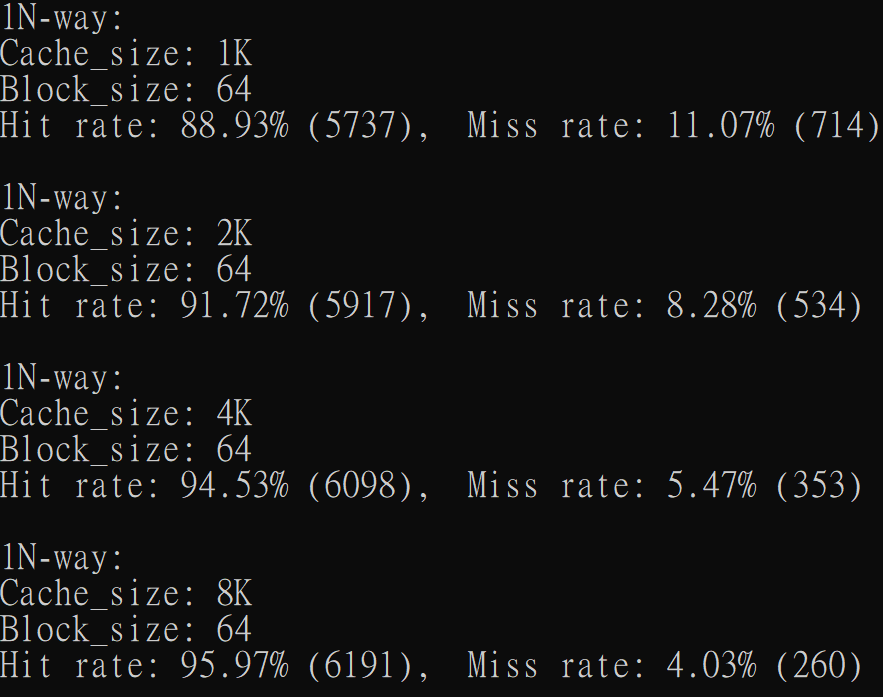 1N-way:
Cache_size: 1K
Block_size: 64
Hit rate: 88.93% (5737),  Miss rate: 11.07% (714)
1N-way:
Cache_size: 2K
Block_size: 64
Hit rate: 91.72% (5917),  Miss rate: 8.28% (534)
1N-way:
Cache_size: 4K
Block_size: 64
Hit rate: 94.53% (6098),  Miss rate: 5.47% (353)
1N-way:
Cache_size: 8K
Block_size: 64
Hit rate: 95.97% (6191),  Miss rate: 4.03% (260)